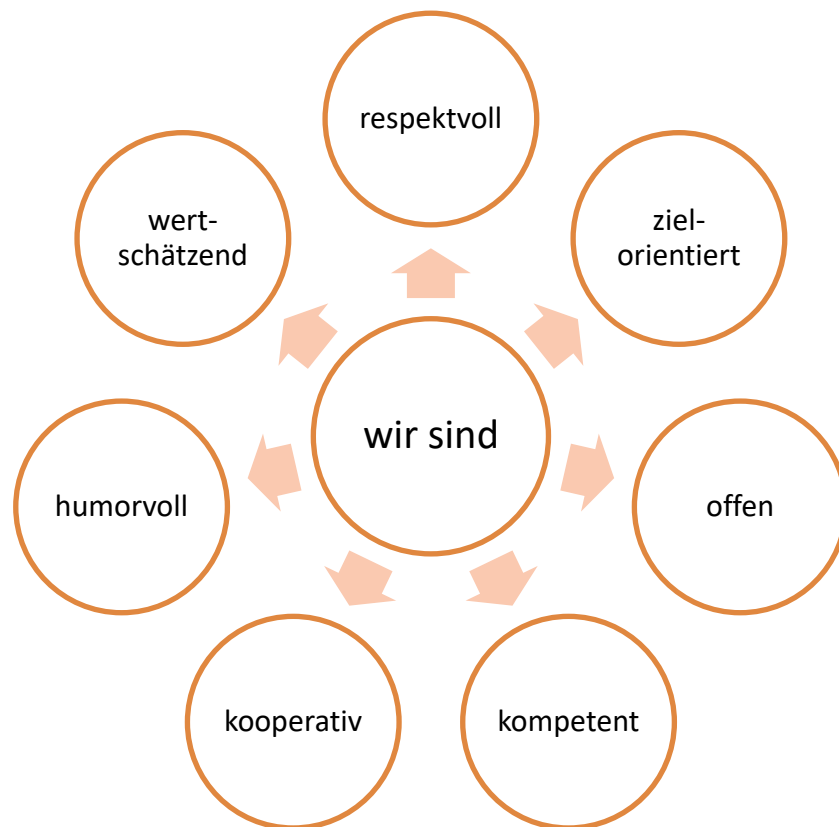 respektvoll
wert-
schätzend
ziel-
orientiert
wir sind
humorvoll
offen
kooperativ
kompetent